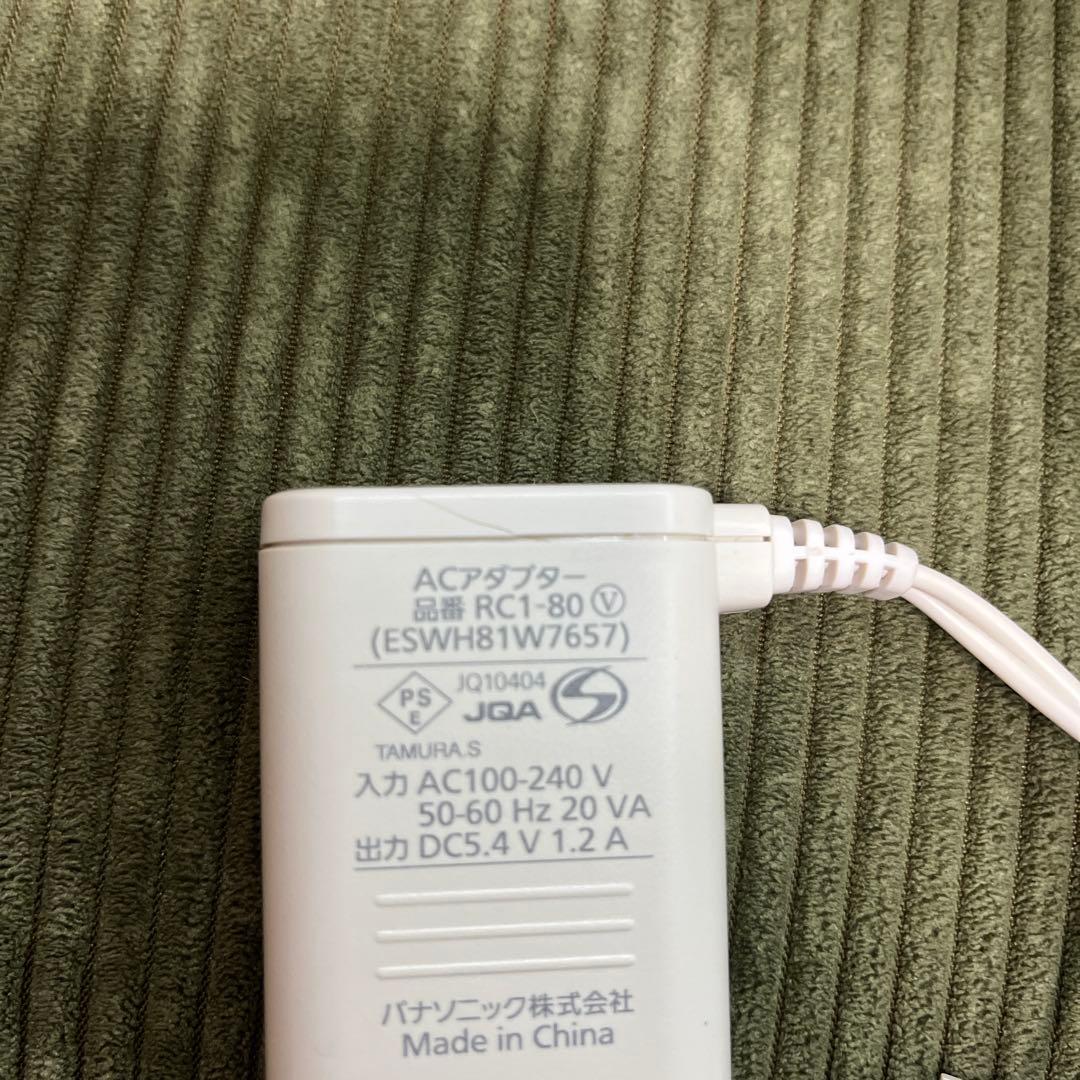 ACアダプター
品番 RC1-80 Ⓥ
(ESWH81W7657)
PS
E
JQ10404
JQA
TAMURA.S
入力 AC100-240 V
50-60 Hz 20 VA
出力 DC5.4 V 1.2 A
パナソニック株式会社
Made in China